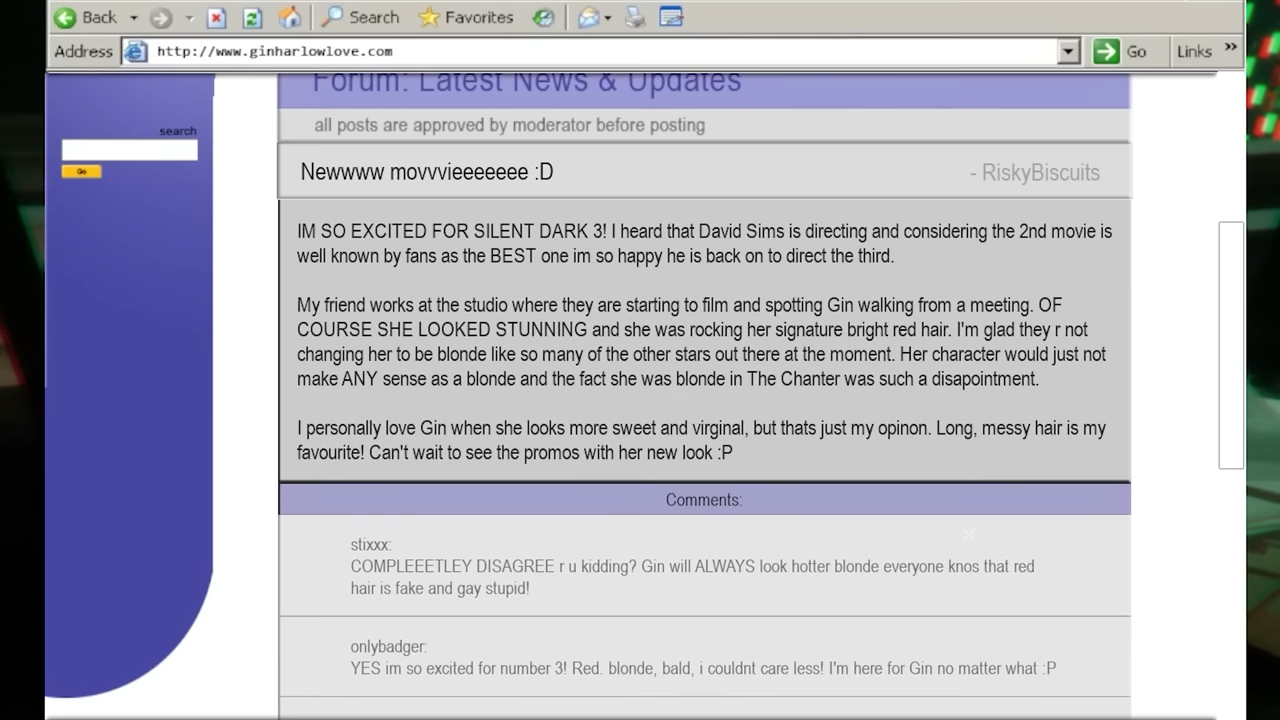 Back
Search
Favorites
Address
http://www.ginharlowlove.com
Go
Links
Forum: Latest News & Updates
all posts are approved by moderator before posting
search
Go
Newwww movvvieeeeeee :D
- RiskyBiscuits
IM SO EXCITED FOR SILENT DARK 3! I heard that David Sims is directing and considering the 2nd movie is
well known by fans as the BEST one im so happy he is back on to direct the third.
My friend works at the studio where they are starting to film and spotting Gin walking from a meeting. OF
COURSE SHE LOOKED STUNNING and she was rocking her signature bright red hair. I'm glad they r not
changing her to be blonde like so many of the other stars out there at the moment. Her character would just not
make ANY sense as a blonde and the fact she was blonde in The Chanter was such a disapointment.
I personally love Gin when she looks more sweet and virginal, but thats just my opinon. Long, messy hair is my
favourite! Can't wait to see the promos with her new look :P
Comments:
stixxx:
COMPLEEETLEY DISAGREE r u kidding? Gin will ALWAYS look hotter blonde everyone knos that red
hair is fake and gay stupid!
onlybadger:
YES im so excited for number 3! Red. blonde, bald, i couldnt care less! I'm here for Gin no matter what :P